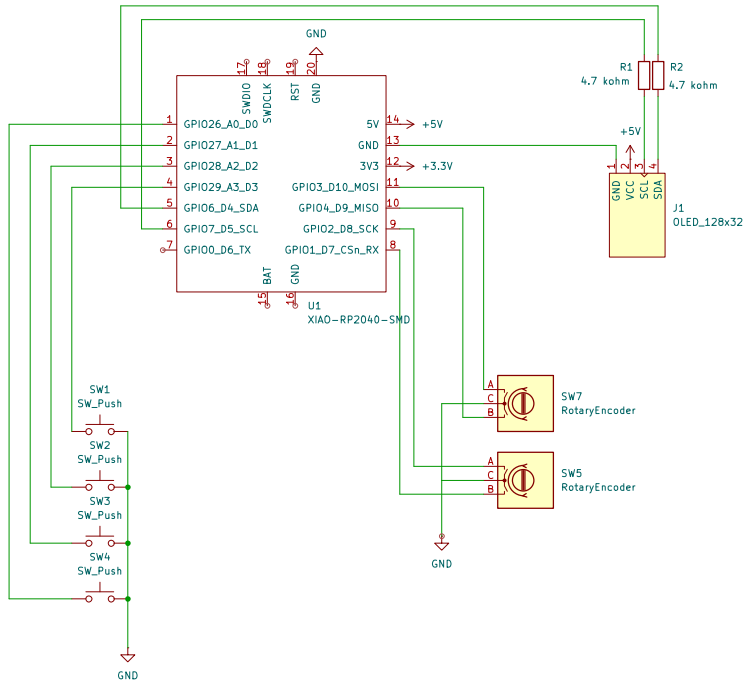 GND
17
18
19
20
SWDIO
SWDCLK
RST
GND
R1
4.7 kohm
R2
4.7 kohm
1
GPIO26_A0_D0
5V
14
+5V
2
GPIO27_A1_D1
GND
13
3
GPIO28_A2_D2
3V3
12
+3.3V
4
GPIO29_A3_D3
GPIO3_D10_MOSI
11
5
GPIO6_D4_SDA
GPIO4_D9_MISO
10
6
GPIO7_D5_SCL
GPIO2_D8_SCK
9
7
GPIO0_D6_TX
GPIO1_D7_CSn_RX
8
BAT
GND
15
16
U1
XIAO-RP2040-SMD
+5V
1
2
3
4
GND
VCC
SCL
SDA
J1
OLED_128x32
SW1
SW_Push
SW2
SW_Push
SW3
SW_Push
SW4
SW_Push
GND
A
C
B
SW7
RotaryEncoder
A
C
B
SW5
RotaryEncoder
GND